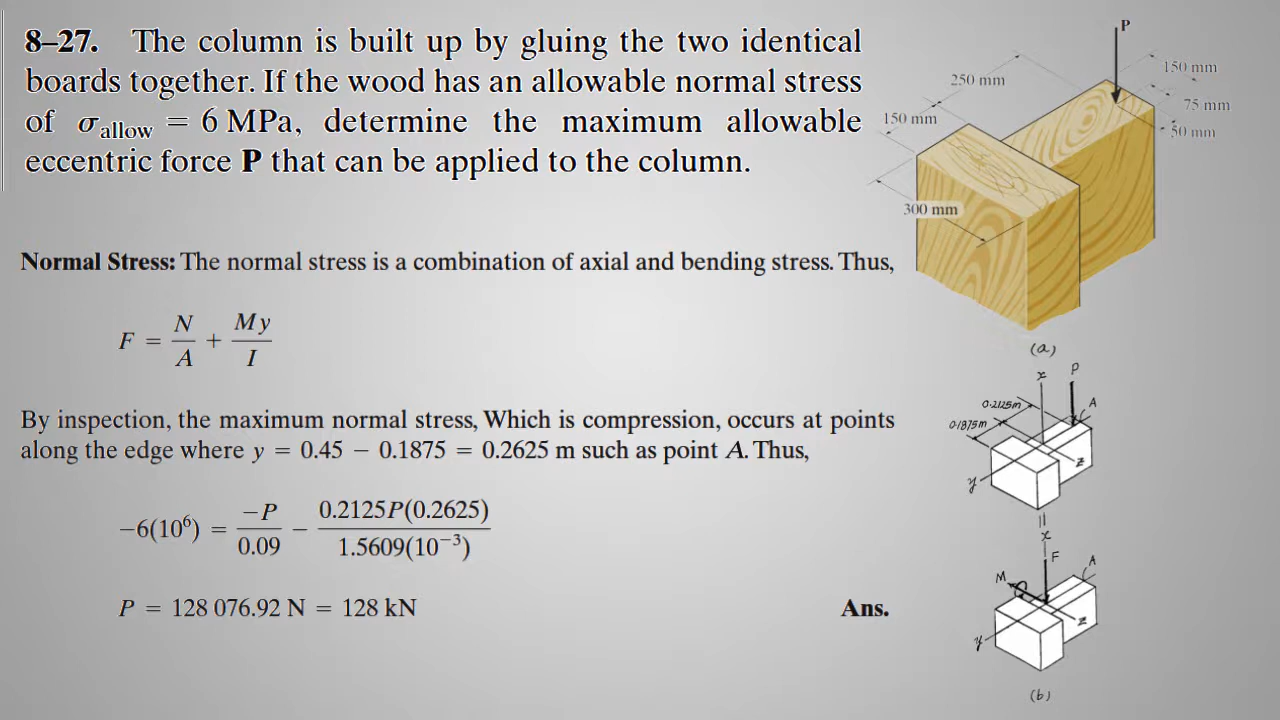 8–27. The column is built up by gluing the two identical
boards together. If the wood has an allowable normal stress
of σallow = 6 MPa, determine the maximum allowable
eccentric force P that can be applied to the column.
P
250 mm
150 mm
150 mm
75 mm
50 mm
300 mm
Normal Stress: The normal stress is a combination of axial and bending stress. Thus,
F = N/A + My/I
(a)
By inspection, the maximum normal stress, Which is compression, occurs at points
along the edge where y = 0.45 − 0.1875 = 0.2625 m such as point A. Thus,
x
P
0.2125m
A
0.1875m
z
y
−6(10⁶) = −P/0.09 − 0.2125P(0.2625)/1.5609(10⁻³)
P = 128 076.92 N = 128 kN
Ans.
x
F
A
M
z
y
(b)